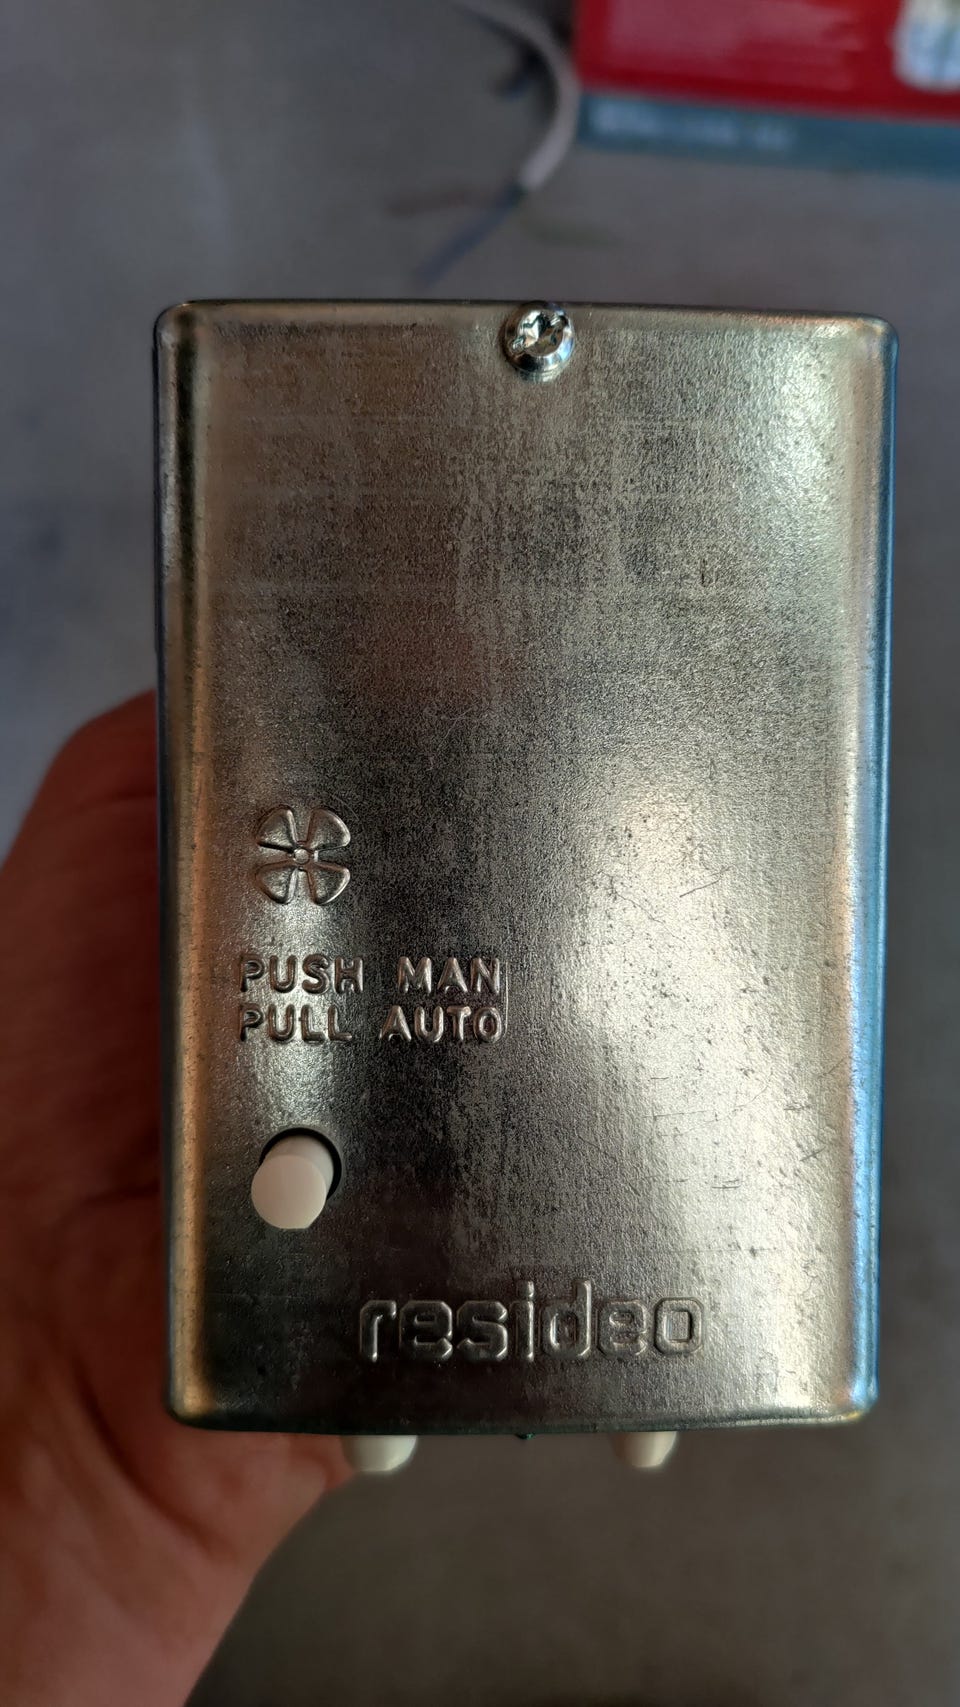 PUSH MAN
PULL AUTO
resideo